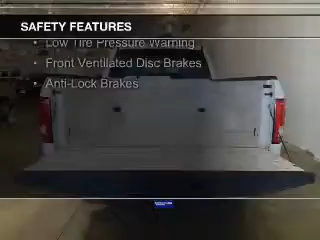 SAFETY FEATURES
• Low Tire Pressure Warning
• Front Ventilated Disc Brakes
• Anti-Lock Brakes